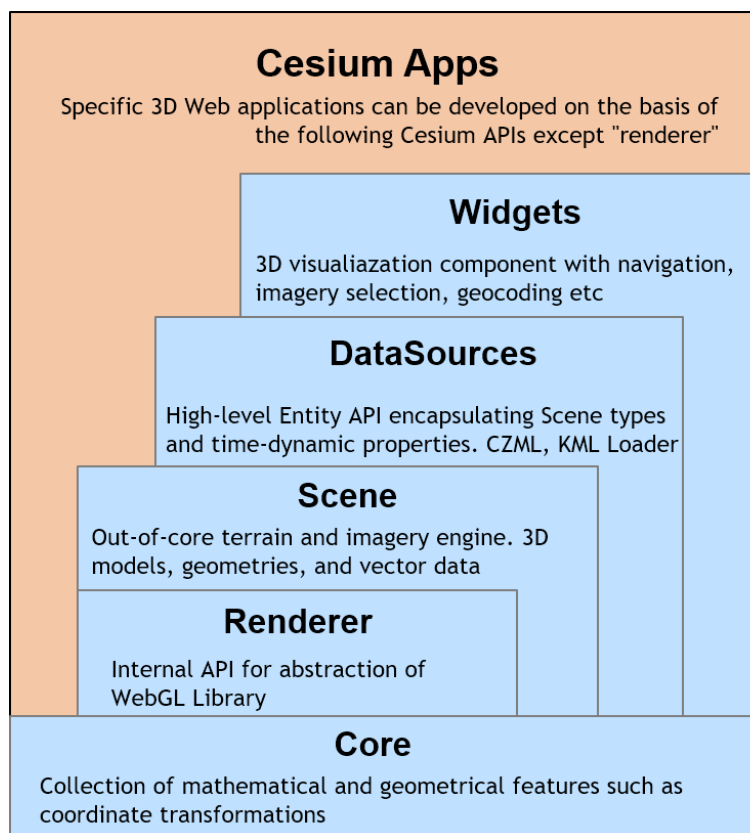 Cesium Apps
Specific 3D Web applications can be developed on the basis of
the following Cesium APIs except "renderer"
Widgets
3D visualiazation component with navigation,
imagery selection, geocoding etc
DataSources
High-level Entity API encapsulating Scene types
and time-dynamic properties. CZML, KML Loader
Scene
Out-of-core terrain and imagery engine. 3D
models, geometries, and vector data
Renderer
Internal API for abstraction of
WebGL Library
Core
Collection of mathematical and geometrical features such as
coordinate transformations